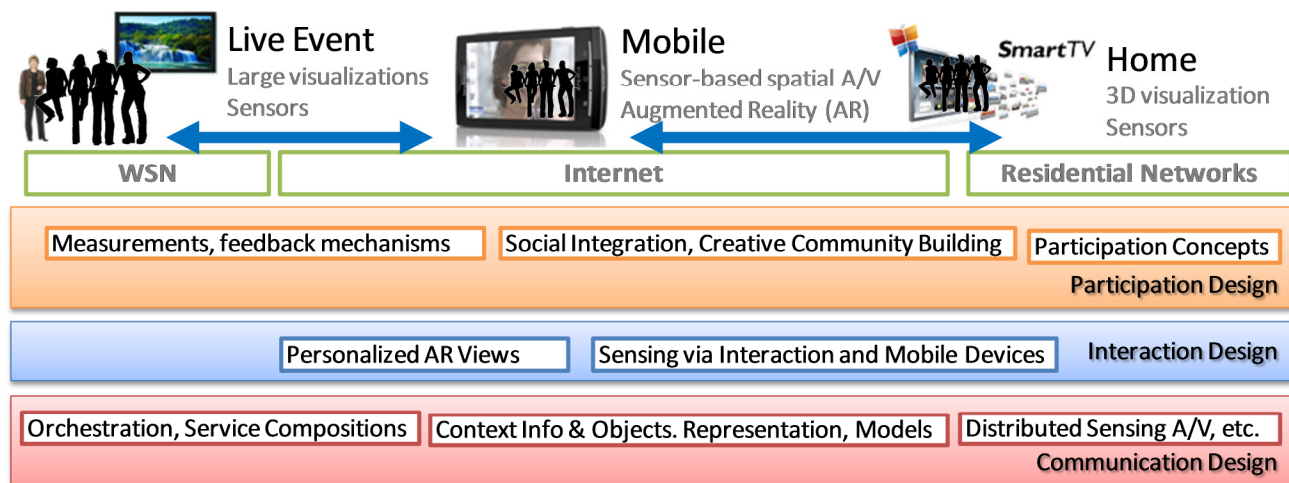 Live Event
Large visualizations
Sensors
Mobile
Sensor-based spatial A/V
Augmented Reality (AR)
SmartTV
Home
3D visualization
Sensors
WSN
Internet
Residential Networks
Measurements, feedback mechanisms
Social Integration, Creative Community Building
Participation Concepts
Participation Design
Personalized AR Views
Sensing via Interaction and Mobile Devices
Interaction Design
Orchestration, Service Compositions
Context Info & Objects. Representation, Models
Distributed Sensing A/V, etc.
Communication Design